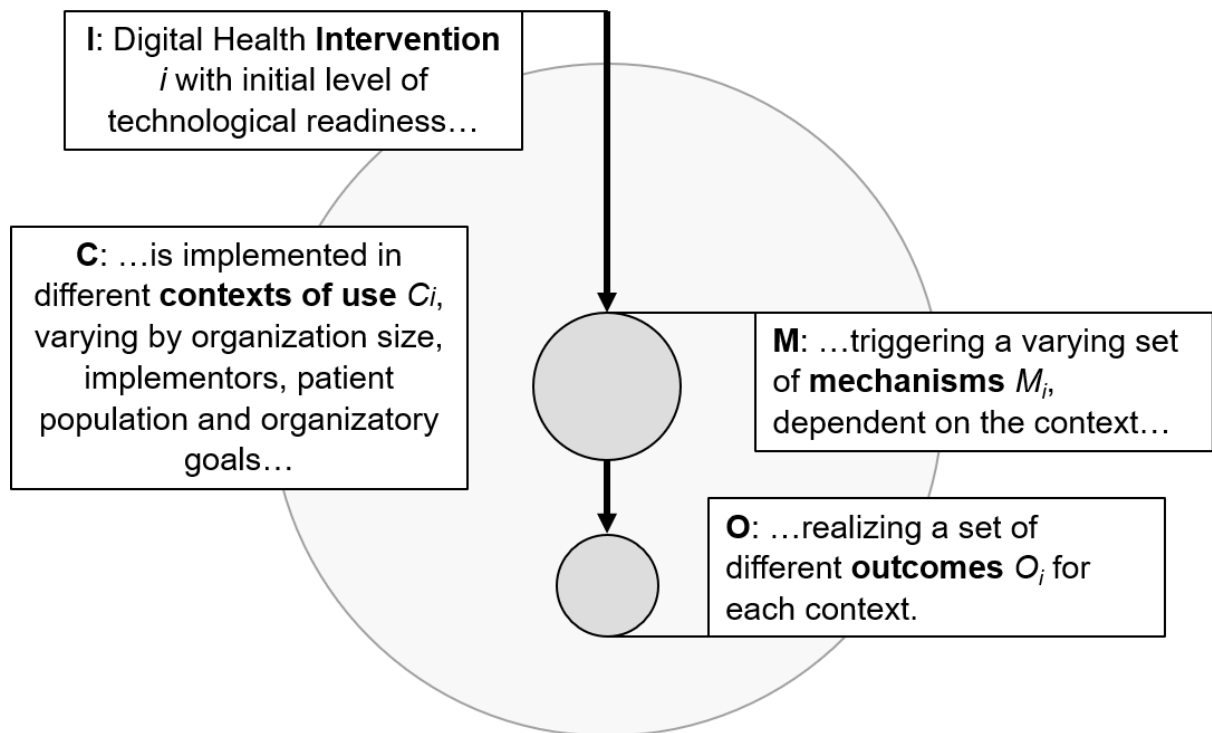 I: Digital Health Intervention
i with initial level of
technological readiness…
C: …is implemented in
different contexts of use Ci,
varying by organization size,
implementors, patient
population and organizatory
goals…
M: …triggering a varying set
of mechanisms Mi,
dependent on the context…
O: …realizing a set of
different outcomes Oi for
each context.